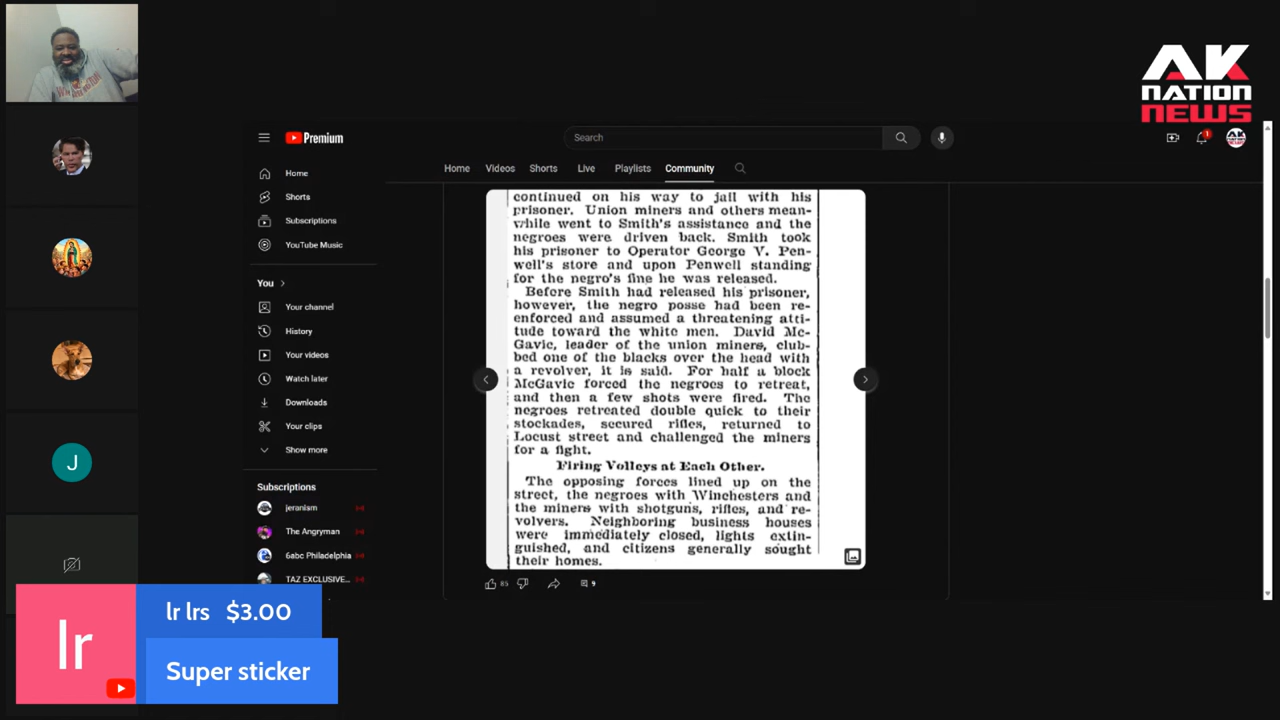 AK
NATION
NEWS
Premium
Search
1
Home
Videos
Shorts
Live
Playlists
Community
Home
Shorts
Subscriptions
YouTube Music
You
Your channel
History
Your videos
Watch later
Downloads
Your clips
Show more
Subscriptions
jeranism
The Angryman
6abc Philadelphia
TAZ EXCLUSIVE...
continued on his way to jail with his
prisoner. Union miners and others mean-
while went to Smith's assistance and the
negroes were driven back. Smith took
his prisoner to Operator George V. Pen-
well's store and upon Penwell standing
for the negro's fine he was released.
Before Smith had released his prisoner,
however, the negro posse had been re-
enforced and assumed a threatening atti-
tude toward the white men. David Mc-
Gavic, leader of the union miners, club-
bed one of the blacks over the head with
a revolver, it is said. For half a block
McGavic forced the negroes to retreat,
and then a few shots were fired. The
negroes retreated double quick to their
stockades, secured rifles, returned to
Locust street and challenged the miners
for a fight.
Firing Volleys at Each Other.
The opposing forces lined up on the
street, the negroes with Winchesters and
the miners with shotguns, rifles, and re-
volvers. Neighboring business houses
were immediately closed, lights extin-
guished, and citizens generally sought
their homes.
85
9
J
lr
lr lrs $3.00
Super sticker